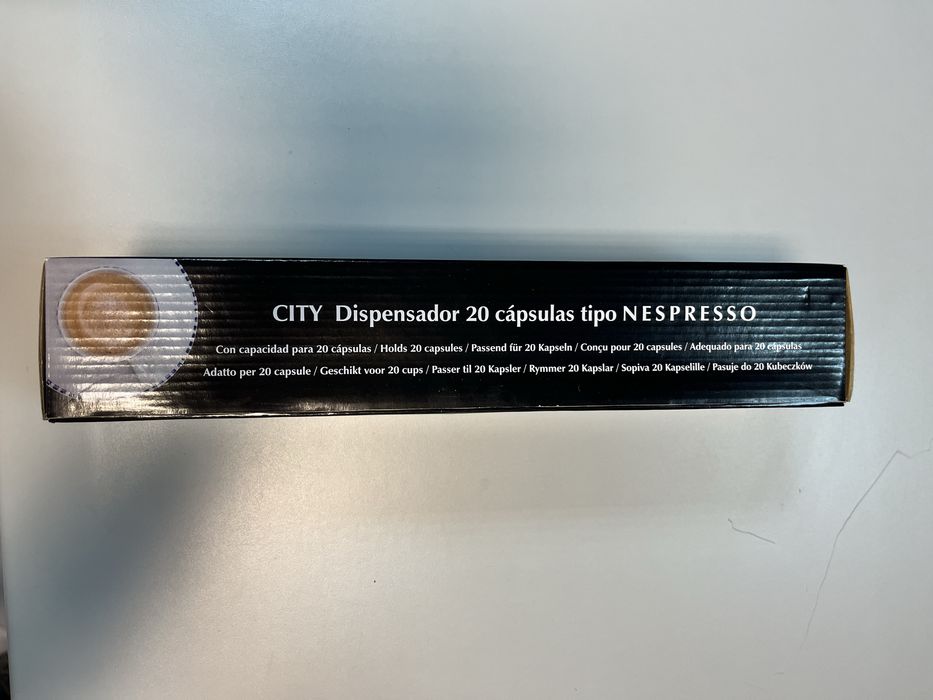 CITY Dispensador 20 cápsulas tipo NESPRESSO
Con capacidad para 20 cápsulas / Holds 20 capsules / Passend für 20 Kapseln / Conçu pour 20 capsules / Adequado para 20 cápsulas
Adatto per 20 capsule / Geschikt voor 20 cups / Passer til 20 Kapsler / Rymmer 20 Kapslar / Sopiva 20 Kapselille / Pasuje do 20 Kubeczków